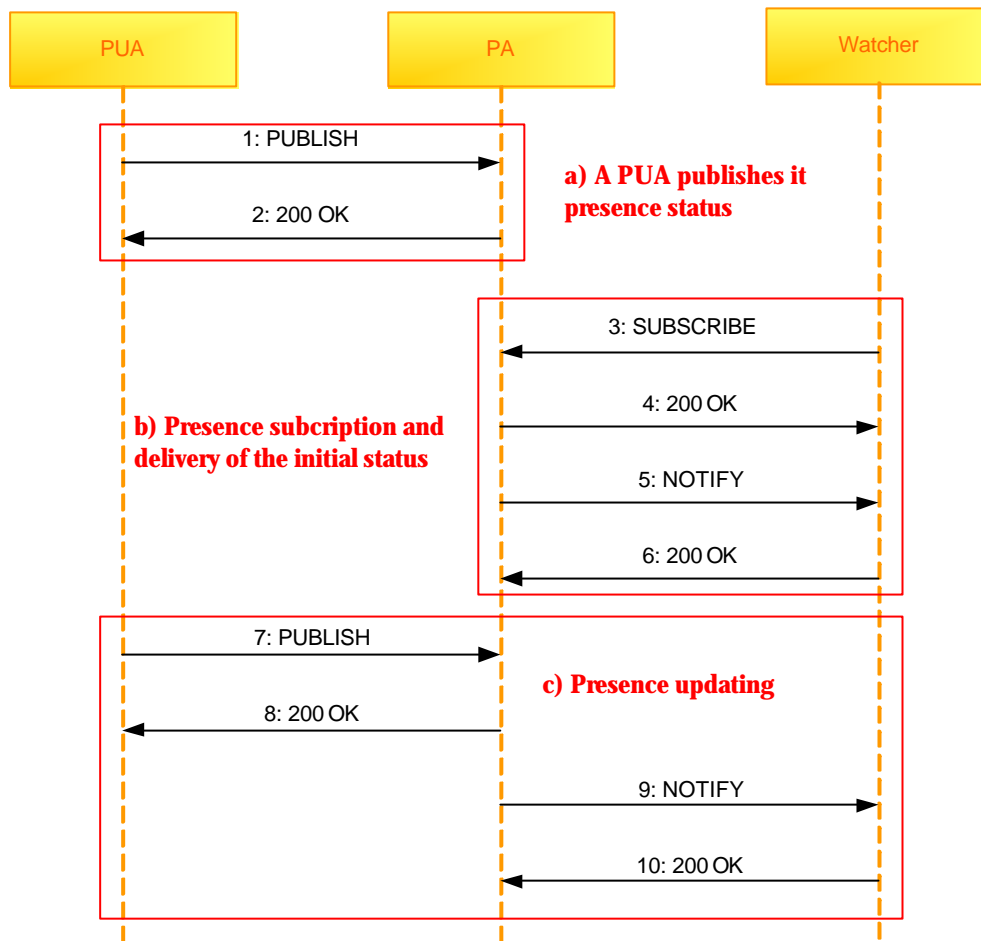 PUA
PA
Watcher
1: PUBLISH
a) A PUA publishes it
presence status
2: 200 OK
3: SUBSCRIBE
4: 200 OK
b) Presence subcription and
delivery of the initial status
5: NOTIFY
6: 200 OK
7: PUBLISH
c) Presence updating
8: 200 OK
9: NOTIFY
10: 200 OK